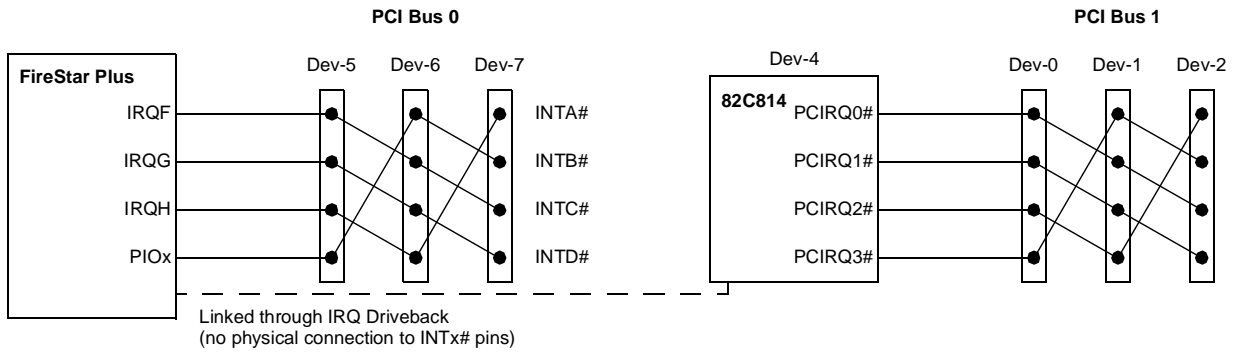 PCI Bus 0
PCI Bus 1
FireStar Plus
Dev-5 Dev-6 Dev-7
Dev-4
Dev-0 Dev-1 Dev-2
82C814
IRQF
INTA#
PCIRQ0#
IRQG
INTB#
PCIRQ1#
IRQH
INTC#
PCIRQ2#
PIOx
INTD#
PCIRQ3#
Linked through IRQ Driveback
(no physical connection to INTx# pins)